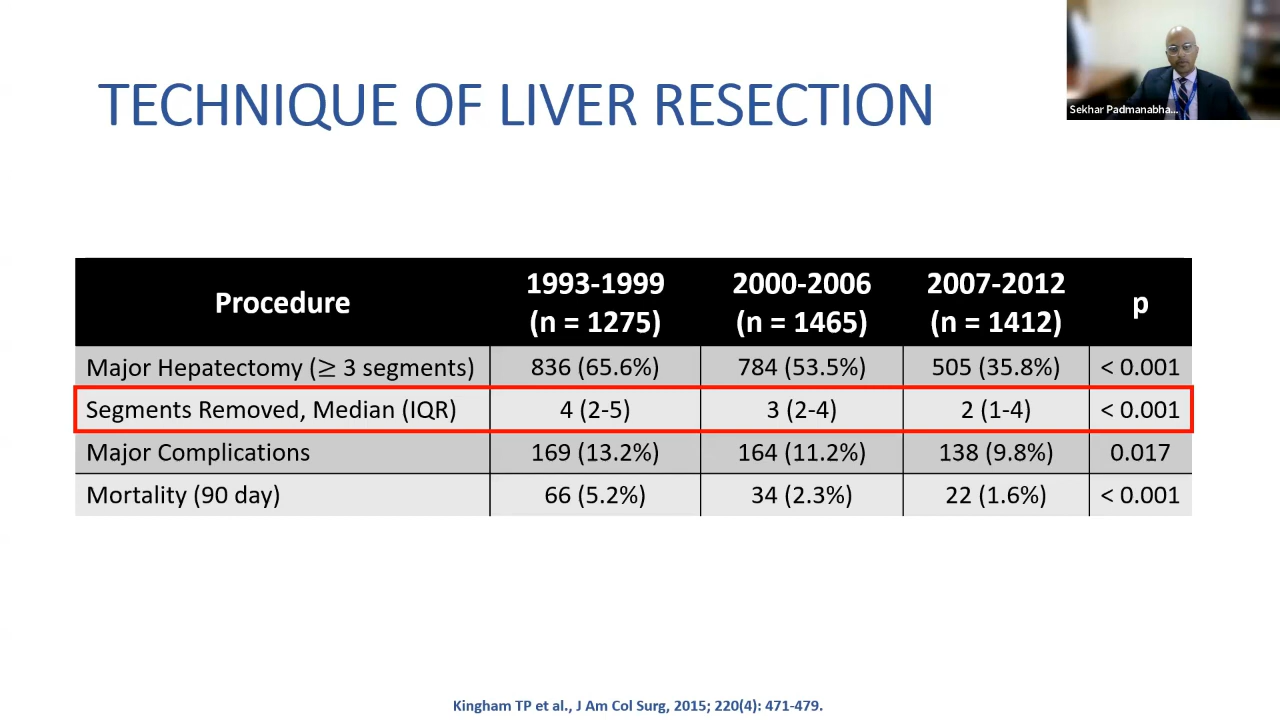 TECHNIQUE OF LIVER RESECTION
Sekhar Padmanabha...
Procedure 1993-1999 (n = 1275) 2000-2006 (n = 1465) 2007-2012 (n = 1412) p
Major Hepatectomy (≥ 3 segments) 836 (65.6%) 784 (53.5%) 505 (35.8%) < 0.001
Segments Removed, Median (IQR) 4 (2-5) 3 (2-4) 2 (1-4) < 0.001
Major Complications 169 (13.2%) 164 (11.2%) 138 (9.8%) 0.017
Mortality (90 day) 66 (5.2%) 34 (2.3%) 22 (1.6%) < 0.001
Kingham TP et al., J Am Col Surg, 2015; 220(4): 471-479.